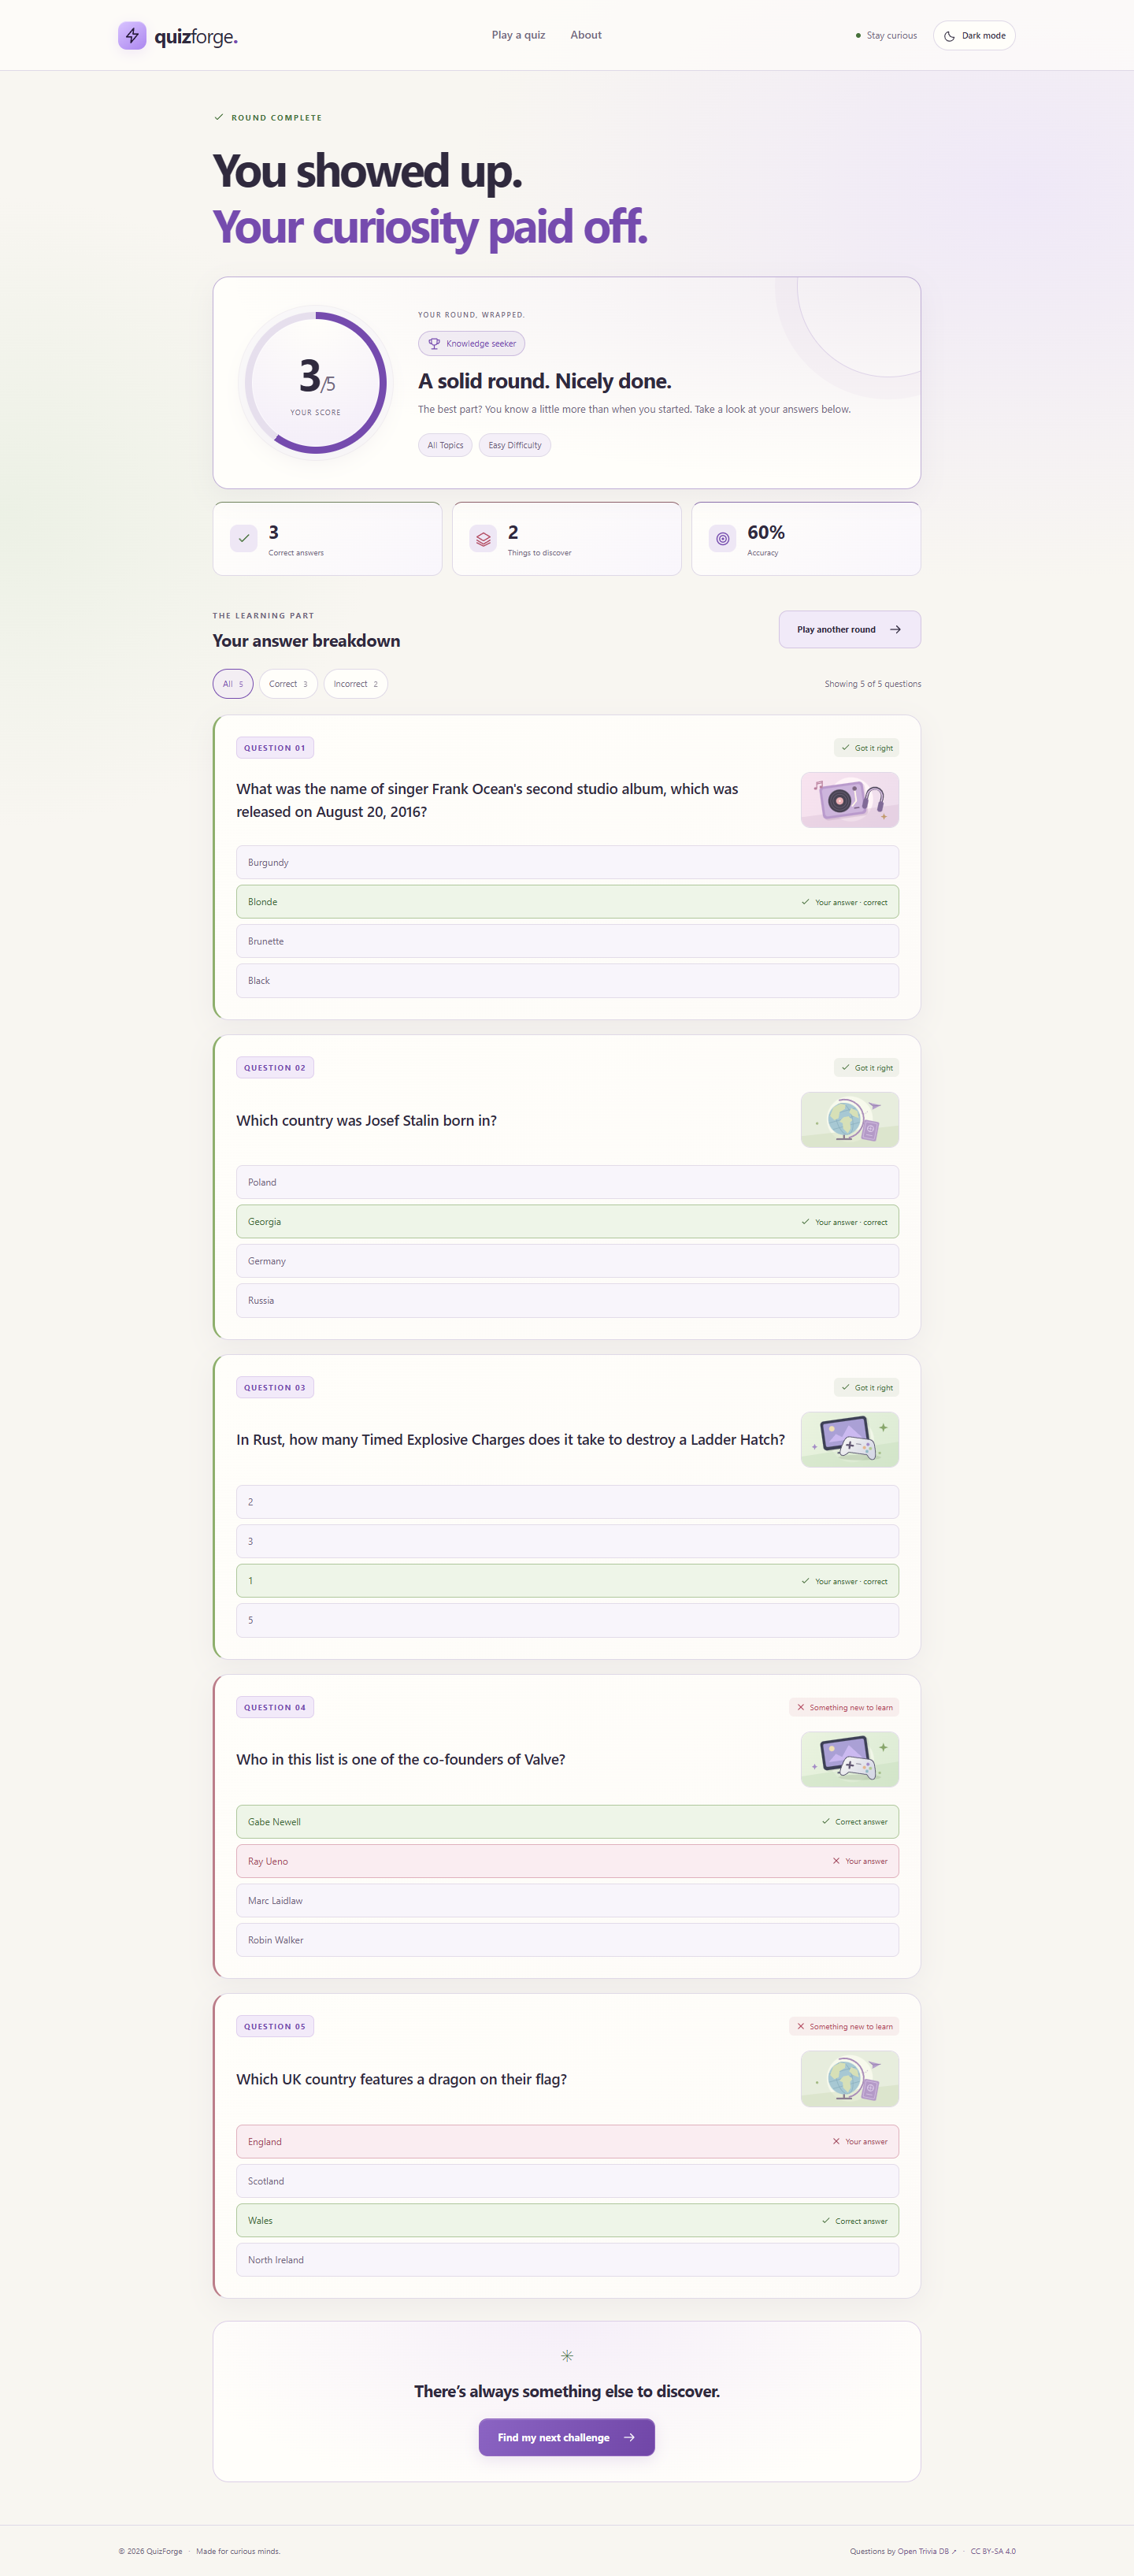 quizforge.
Play a quiz
About
Stay curious
Dark mode
ROUND COMPLETE
You showed up.
Your curiosity paid off.
3/5
YOUR SCORE
YOUR ROUND, WRAPPED.
Knowledge seeker
A solid round. Nicely done.
The best part? You know a little more than when you started. Take a look at your answers below.
All Topics
Easy Difficulty
3
Correct answers
2
Things to discover
60%
Accuracy
THE LEARNING PART
Your answer breakdown
Play another round
All 5
Correct 3
Incorrect 2
Showing 5 of 5 questions
QUESTION 01
Got it right
What was the name of singer Frank Ocean's second studio album, which was
released on August 20, 2016?
Burgundy
Blonde
Your answer · correct
Brunette
Black
QUESTION 02
Got it right
Which country was Josef Stalin born in?
Poland
Georgia
Your answer · correct
Germany
Russia
QUESTION 03
Got it right
In Rust, how many Timed Explosive Charges does it take to destroy a Ladder Hatch?
2
3
1
Your answer · correct
5
QUESTION 04
Something new to learn
Who in this list is one of the co-founders of Valve?
Gabe Newell
Correct answer
Ray Ueno
Your answer
Marc Laidlaw
Robin Walker
QUESTION 05
Something new to learn
Which UK country features a dragon on their flag?
England
Your answer
Scotland
Wales
Correct answer
North Ireland
There's always something else to discover.
Find my next challenge
© 2026 QuizForge · Made for curious minds.
Questions by Open Trivia DB ↗ · CC BY-SA 4.0